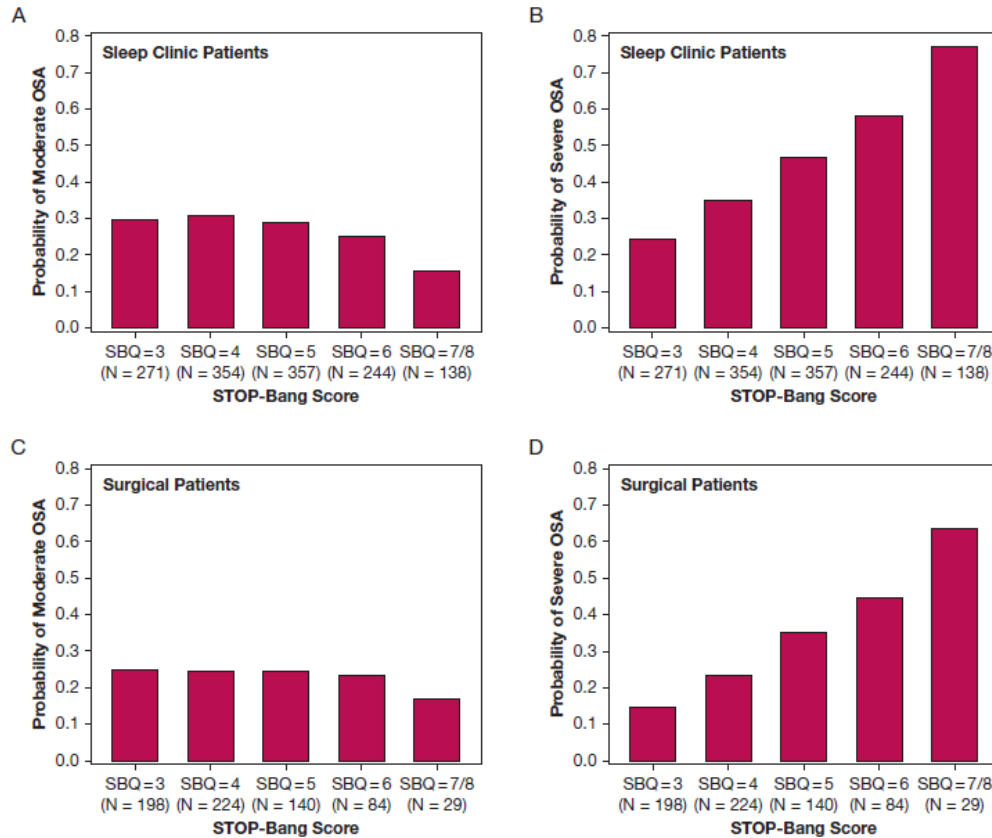 A
Sleep Clinic Patients
Probability of Moderate OSA
0.8
0.7
0.6
0.5
0.4
0.3
0.2
0.1
0.0
SBQ=3 SBQ=4 SBQ=5 SBQ=6 SBQ=7/8
(N = 271) (N = 354) (N = 357) (N = 244) (N = 138)
STOP-Bang Score
B
Sleep Clinic Patients
Probability of Severe OSA
0.8
0.7
0.6
0.5
0.4
0.3
0.2
0.1
0.0
SBQ=3 SBQ=4 SBQ=5 SBQ=6 SBQ=7/8
(N = 271) (N = 354) (N = 357) (N = 244) (N = 138)
STOP-Bang Score
C
Surgical Patients
Probability of Moderate OSA
0.8
0.7
0.6
0.5
0.4
0.3
0.2
0.1
0.0
SBQ=3 SBQ=4 SBQ=5 SBQ=6 SBQ=7/8
(N = 198) (N = 224) (N = 140) (N = 84) (N = 29)
STOP-Bang Score
D
Surgical Patients
Probability of Severe OSA
0.8
0.7
0.6
0.5
0.4
0.3
0.2
0.1
0.0
SBQ=3 SBQ=4 SBQ=5 SBQ=6 SBQ=7/8
(N = 198) (N = 224) (N = 140) (N = 84) (N = 29)
STOP-Bang Score